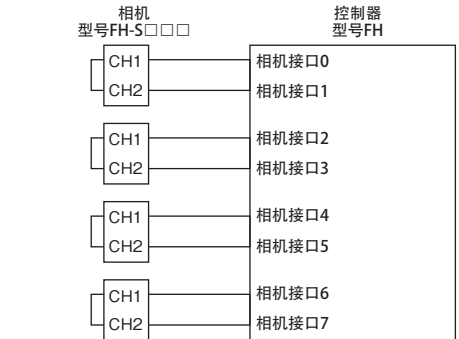 相机 控制器
型号FH-S□□□ 型号FH
CH1 相机接口0
CH2 相机接口1
CH1 相机接口2
CH2 相机接口3
CH1 相机接口4
CH2 相机接口5
CH1 相机接口6
CH2 相机接口7